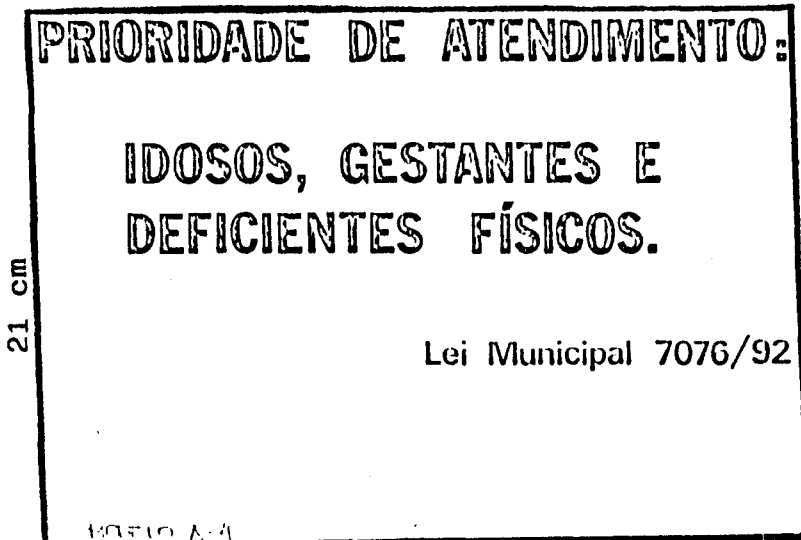 PRIORIDADE DE ATENDIMENTO:
IDOSOS, GESTANTES E
DEFICIENTES FÍSICOS.
21 cm
Lei Municipal 7076/92